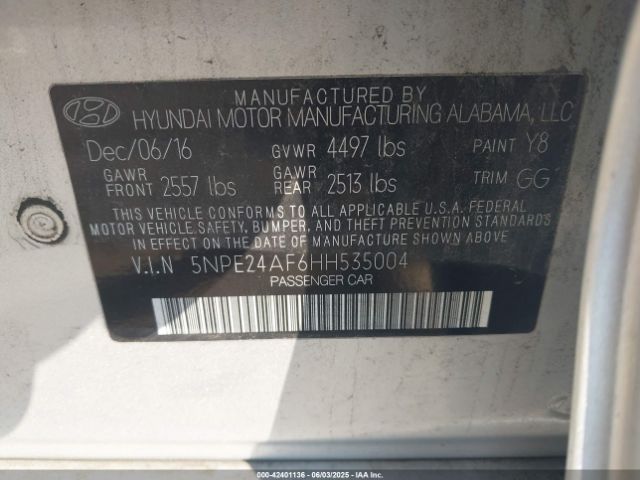 MANUFACTURED BY
HYUNDAI MOTOR MANUFACTURING ALABAMA, LLC
Dec/06/16 GVWR 4497 lbs PAINT Y8
GAWR FRONT 2557 lbs GAWR REAR 2513 lbs TRIM GG
THIS VEHICLE CONFORMS TO ALL APPLICABLE U.S.A. FEDERAL
MOTOR VEHICLE SAFETY, BUMPER, AND THEFT PREVENTION STANDARDS
IN EFFECT ON THE DATE OF MANUFACTURE SHOWN ABOVE.
V.I.N 5NPE24AF6HH535004
PASSENGER CAR
000-42401136 - 06/03/2025 - IAAI.COM